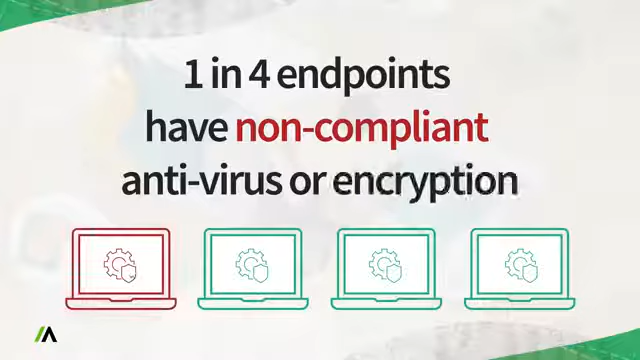 1 in 4 endpoints
have non-compliant
anti-virus or encryption